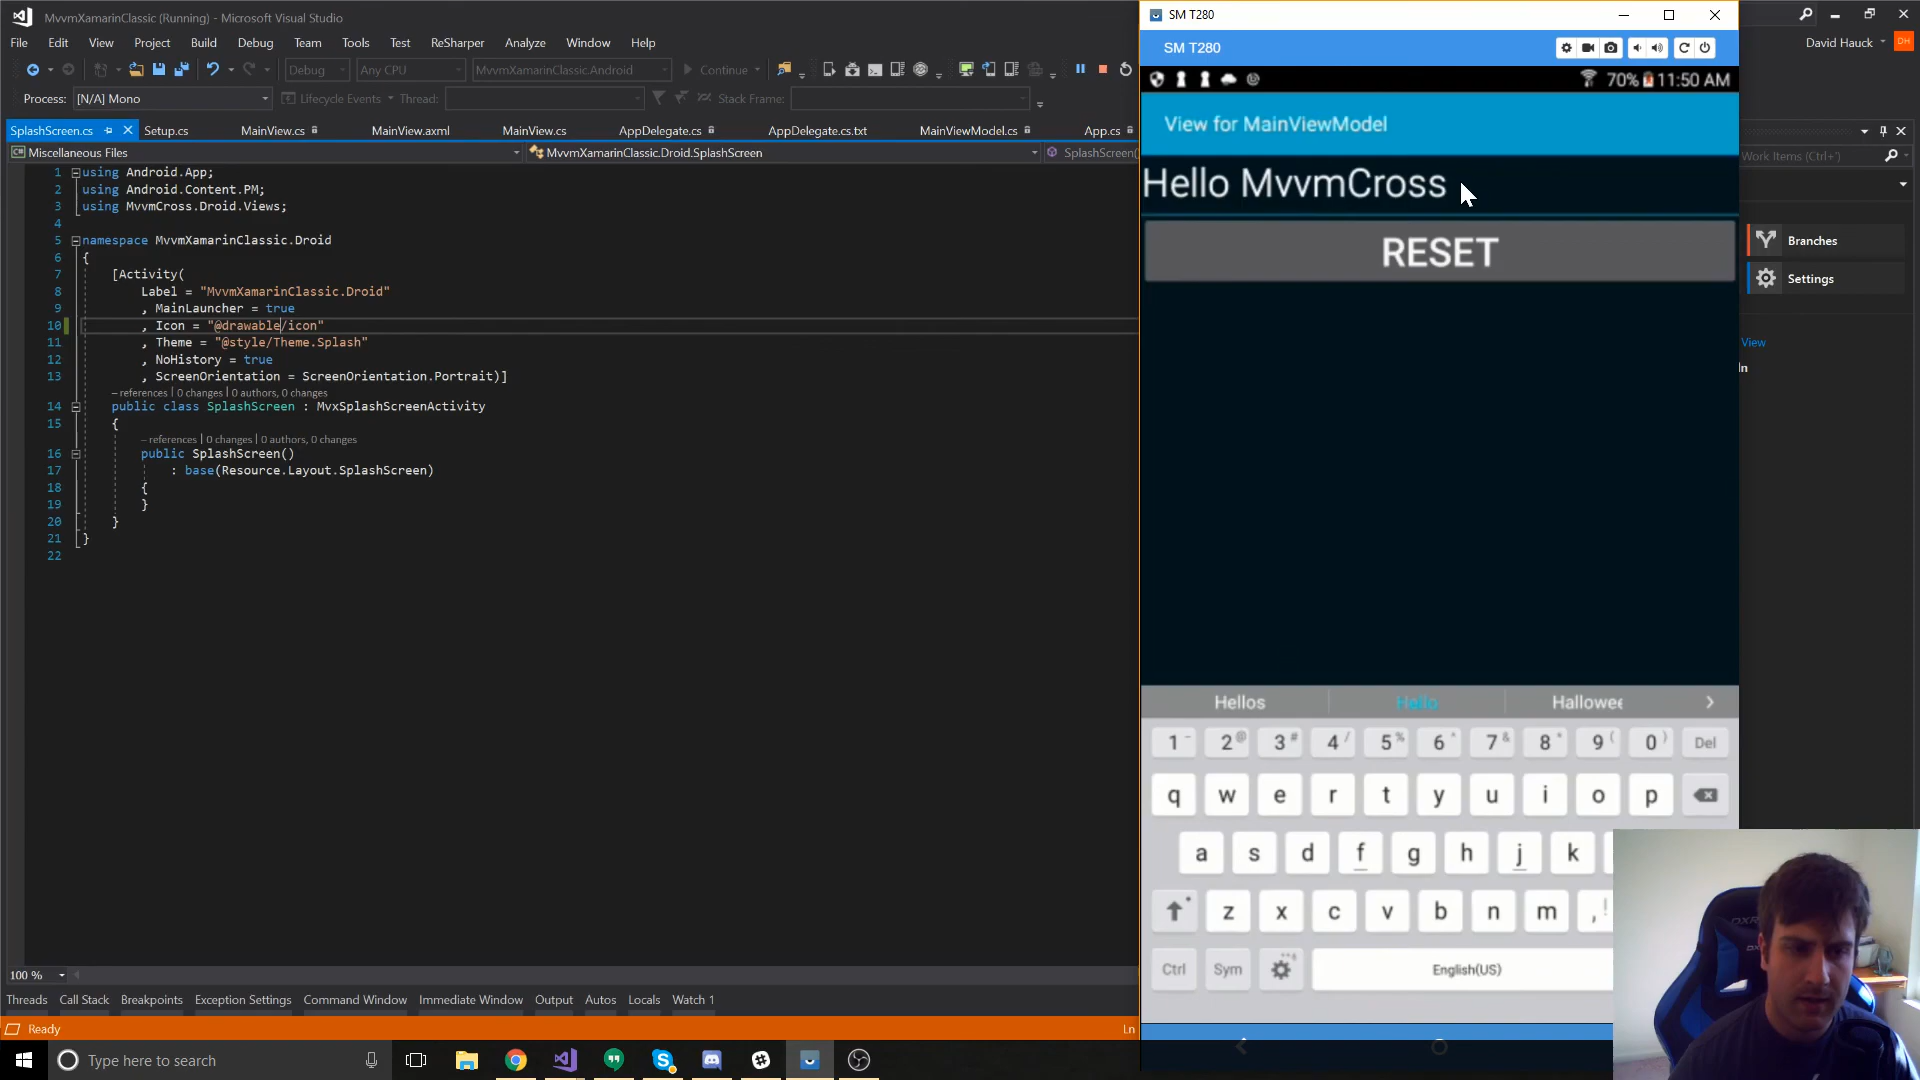 MvvmXamarinClassic (Running) - Microsoft Visual Studio
File Edit View Project Build Debug Team Tools Test ReSharper Analyze Window Help
David Hauck DH
Debug Any CPU MvvmXamarinClassic.Android Continue
Process: [N/A] Mono Lifecycle Events Thread: Stack Frame:
SplashScreen.cs Setup.cs MainView.cs MainView.axml MainView.cs AppDelegate.cs AppDelegate.cs.txt MainViewModel.cs App.cs
Miscellaneous Files MvvmXamarinClassic.Droid.SplashScreen SplashScreen()
1 using Android.App;
2 using Android.Content.PM;
3 using MvvmCross.Droid.Views;
4
5 namespace MvvmXamarinClassic.Droid
6 {
7 [Activity(
8 Label = "MvvmXamarinClassic.Droid"
9 , MainLauncher = true
10 , Icon = "@drawable/icon"
11 , Theme = "@style/Theme.Splash"
12 , NoHistory = true
13 , ScreenOrientation = ScreenOrientation.Portrait)]
– references | 0 changes | 0 authors, 0 changes
14 public class SplashScreen : MvxSplashScreenActivity
15 {
– references | 0 changes | 0 authors, 0 changes
16 public SplashScreen()
17 : base(Resource.Layout.SplashScreen)
18 {
19 }
20 }
21 }
22
100 %
Threads Call Stack Breakpoints Exception Settings Command Window Immediate Window Output Autos Locals Watch 1
Ready Ln
Type here to search
SM T280
SM T280
70% 11:50 AM
View for MainViewModel
Hello MvvmCross
RESET
Hellos Hello Hallowee
1 - 2 @ 3 # 4 / 5 % 6 ^ 7 & 8 * 9 ( 0 ) Del
q w e r t y u i o p
a s d f g h j k
z x c v b n m , !
Ctrl Sym English(US)
Work Items (Ctrl+')
Branches
Settings
View
ln